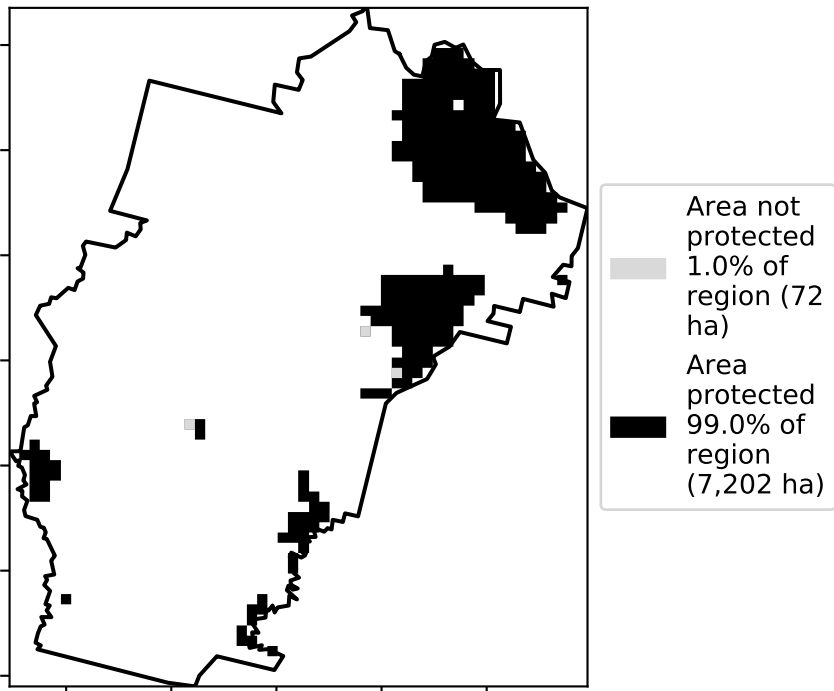 Area not
protected
1.0% of
region (72
ha)
Area
protected
99.0% of
region
(7,202 ha)